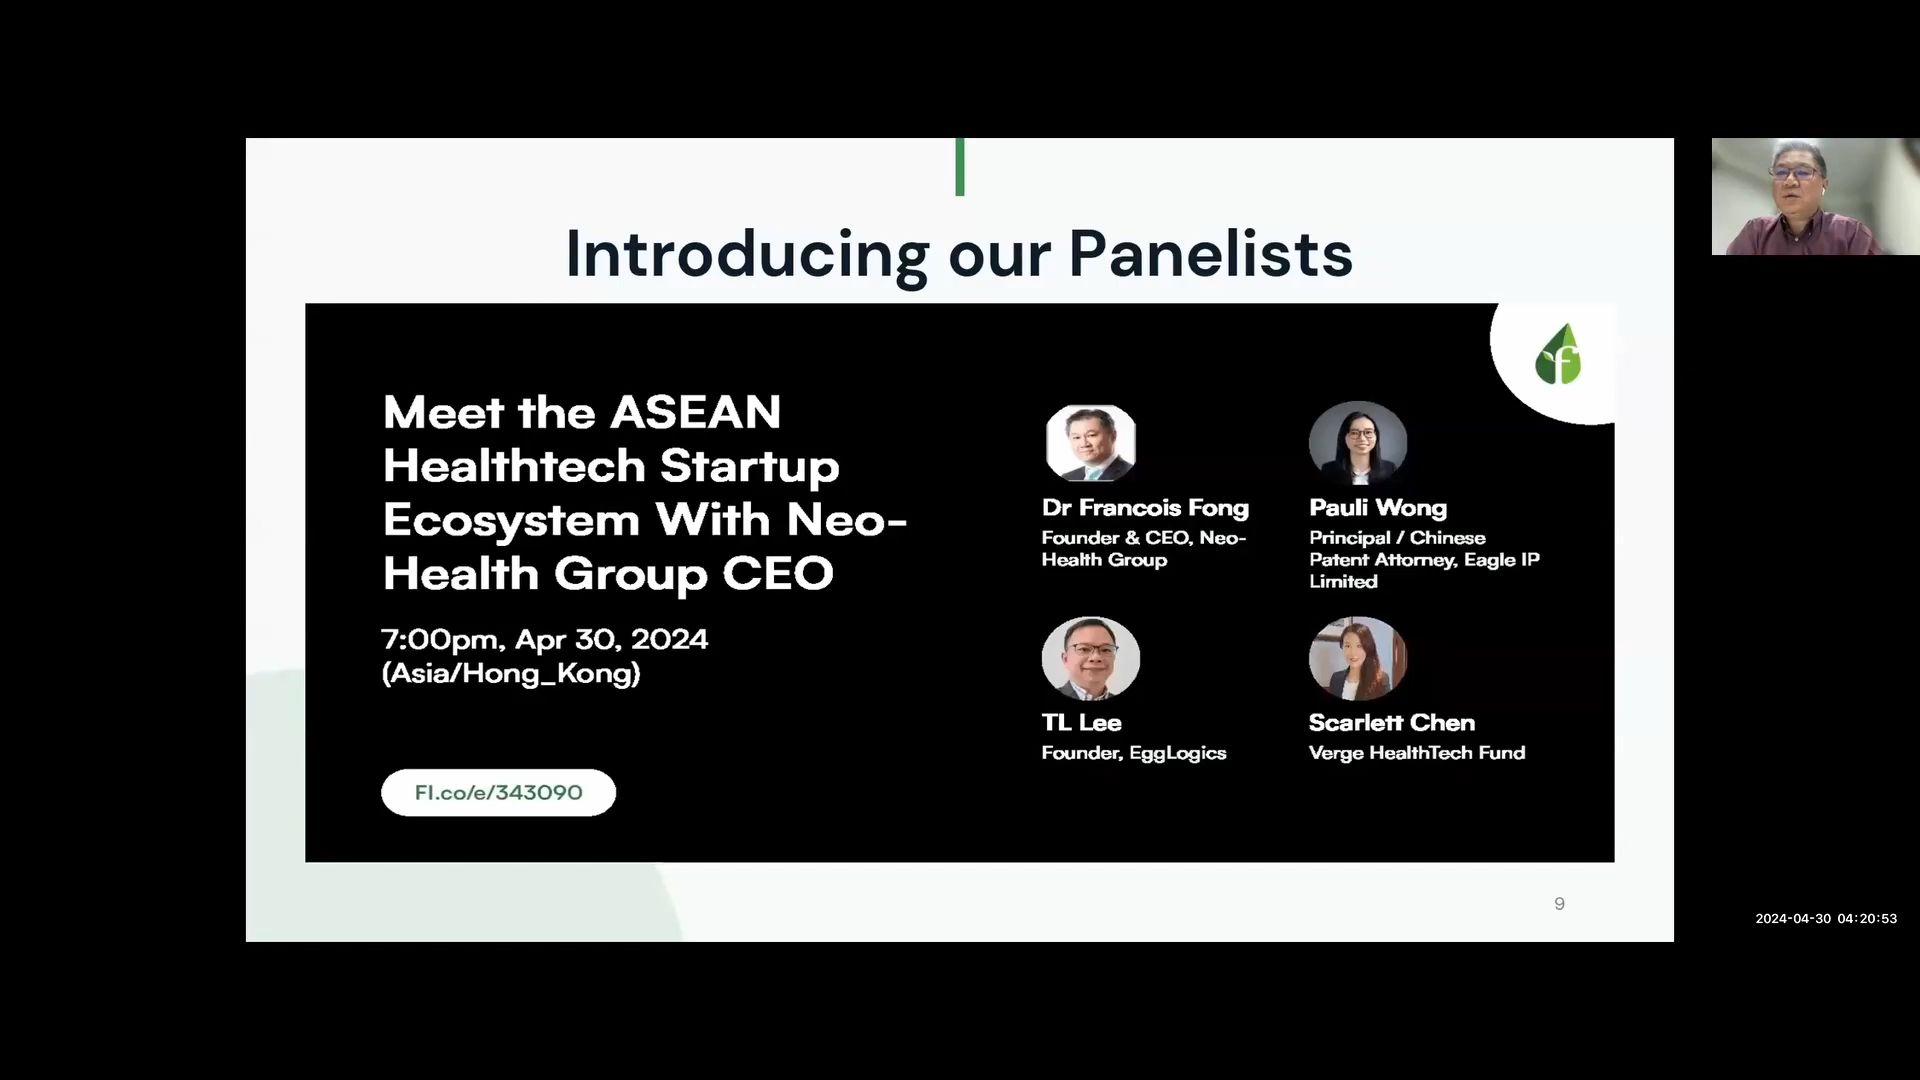 Introducing our Panelists
Meet the ASEAN
Healthtech Startup
Ecosystem With Neo-
Health Group CEO
7:00pm, Apr 30, 2024
(Asia/Hong_Kong)
FI.co/e/343090
f
Dr Francois Fong
Founder & CEO, Neo-
Health Group
Pauli Wong
Principal / Chinese
Patent Attorney, Eagle IP
Limited
TL Lee
Founder, EggLogics
Scarlett Chen
Verge HealthTech Fund
9
2024-04-30 04:20:53